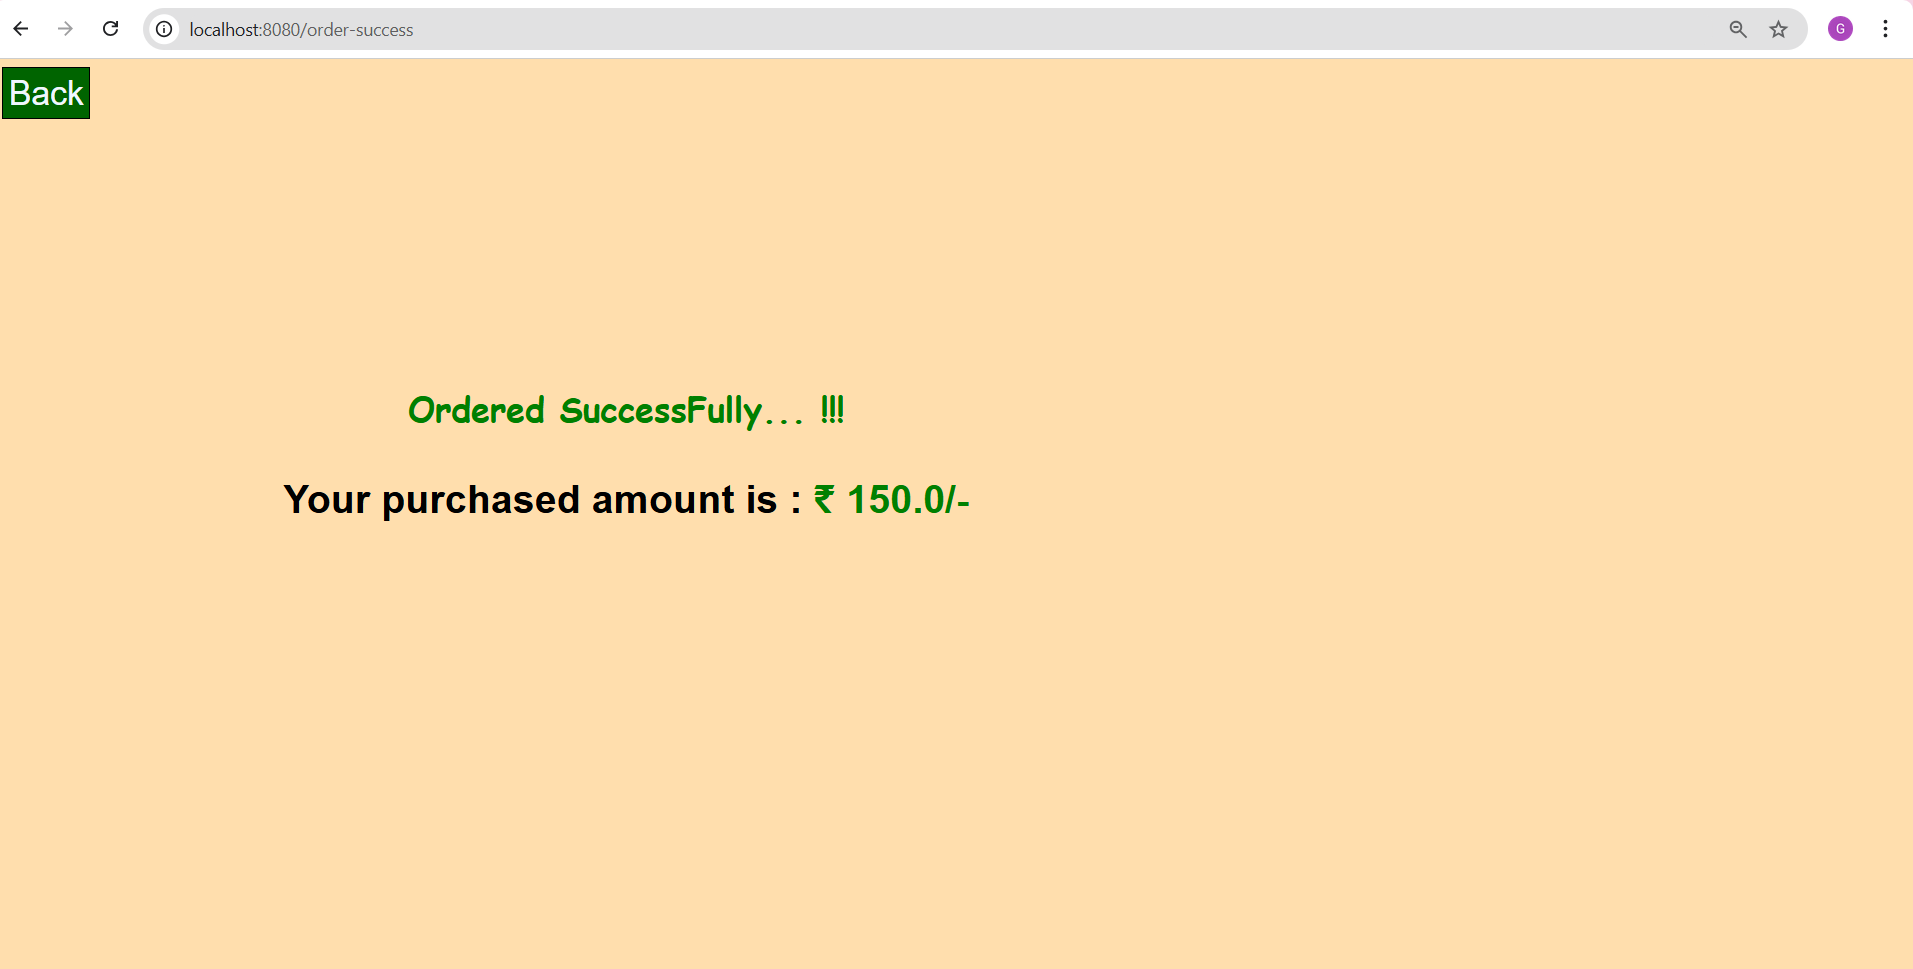 localhost:8080/order-success
G
Back
Ordered SuccessFully... !!!
Your purchased amount is : ₹ 150.0/-